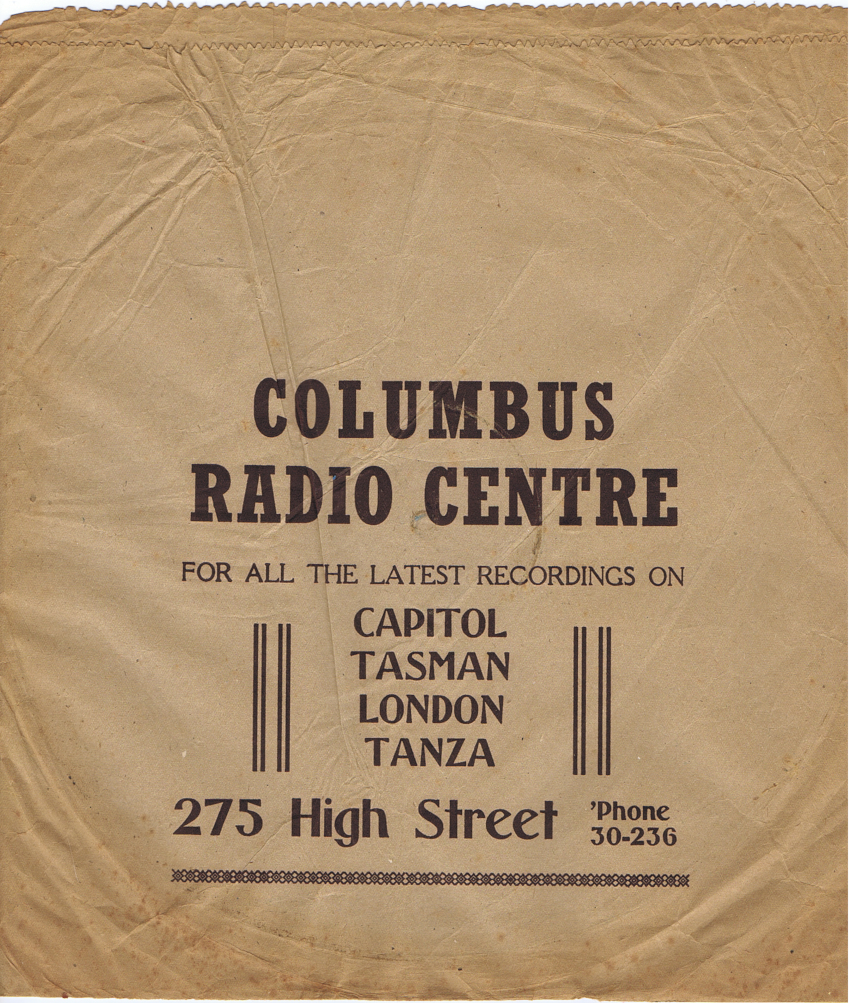 COLUMBUS
RADIO CENTRE
FOR ALL THE LATEST RECORDINGS ON
CAPITOL
TASMAN
LONDON
TANZA
275 High Street 'Phone
30-236